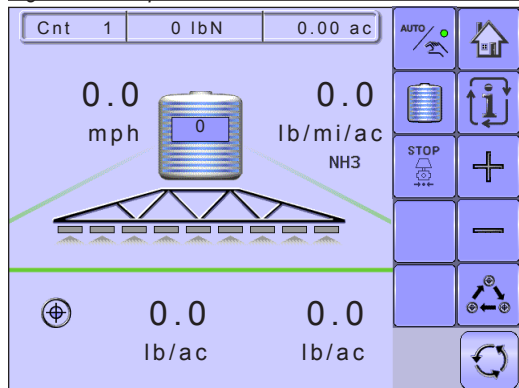 Cnt 1 0 lbN 0.00 ac
AUTO
0.0 0.0
mph 0 lb/mi/ac
NH3
STOP
0.0 0.0
lb/ac lb/ac